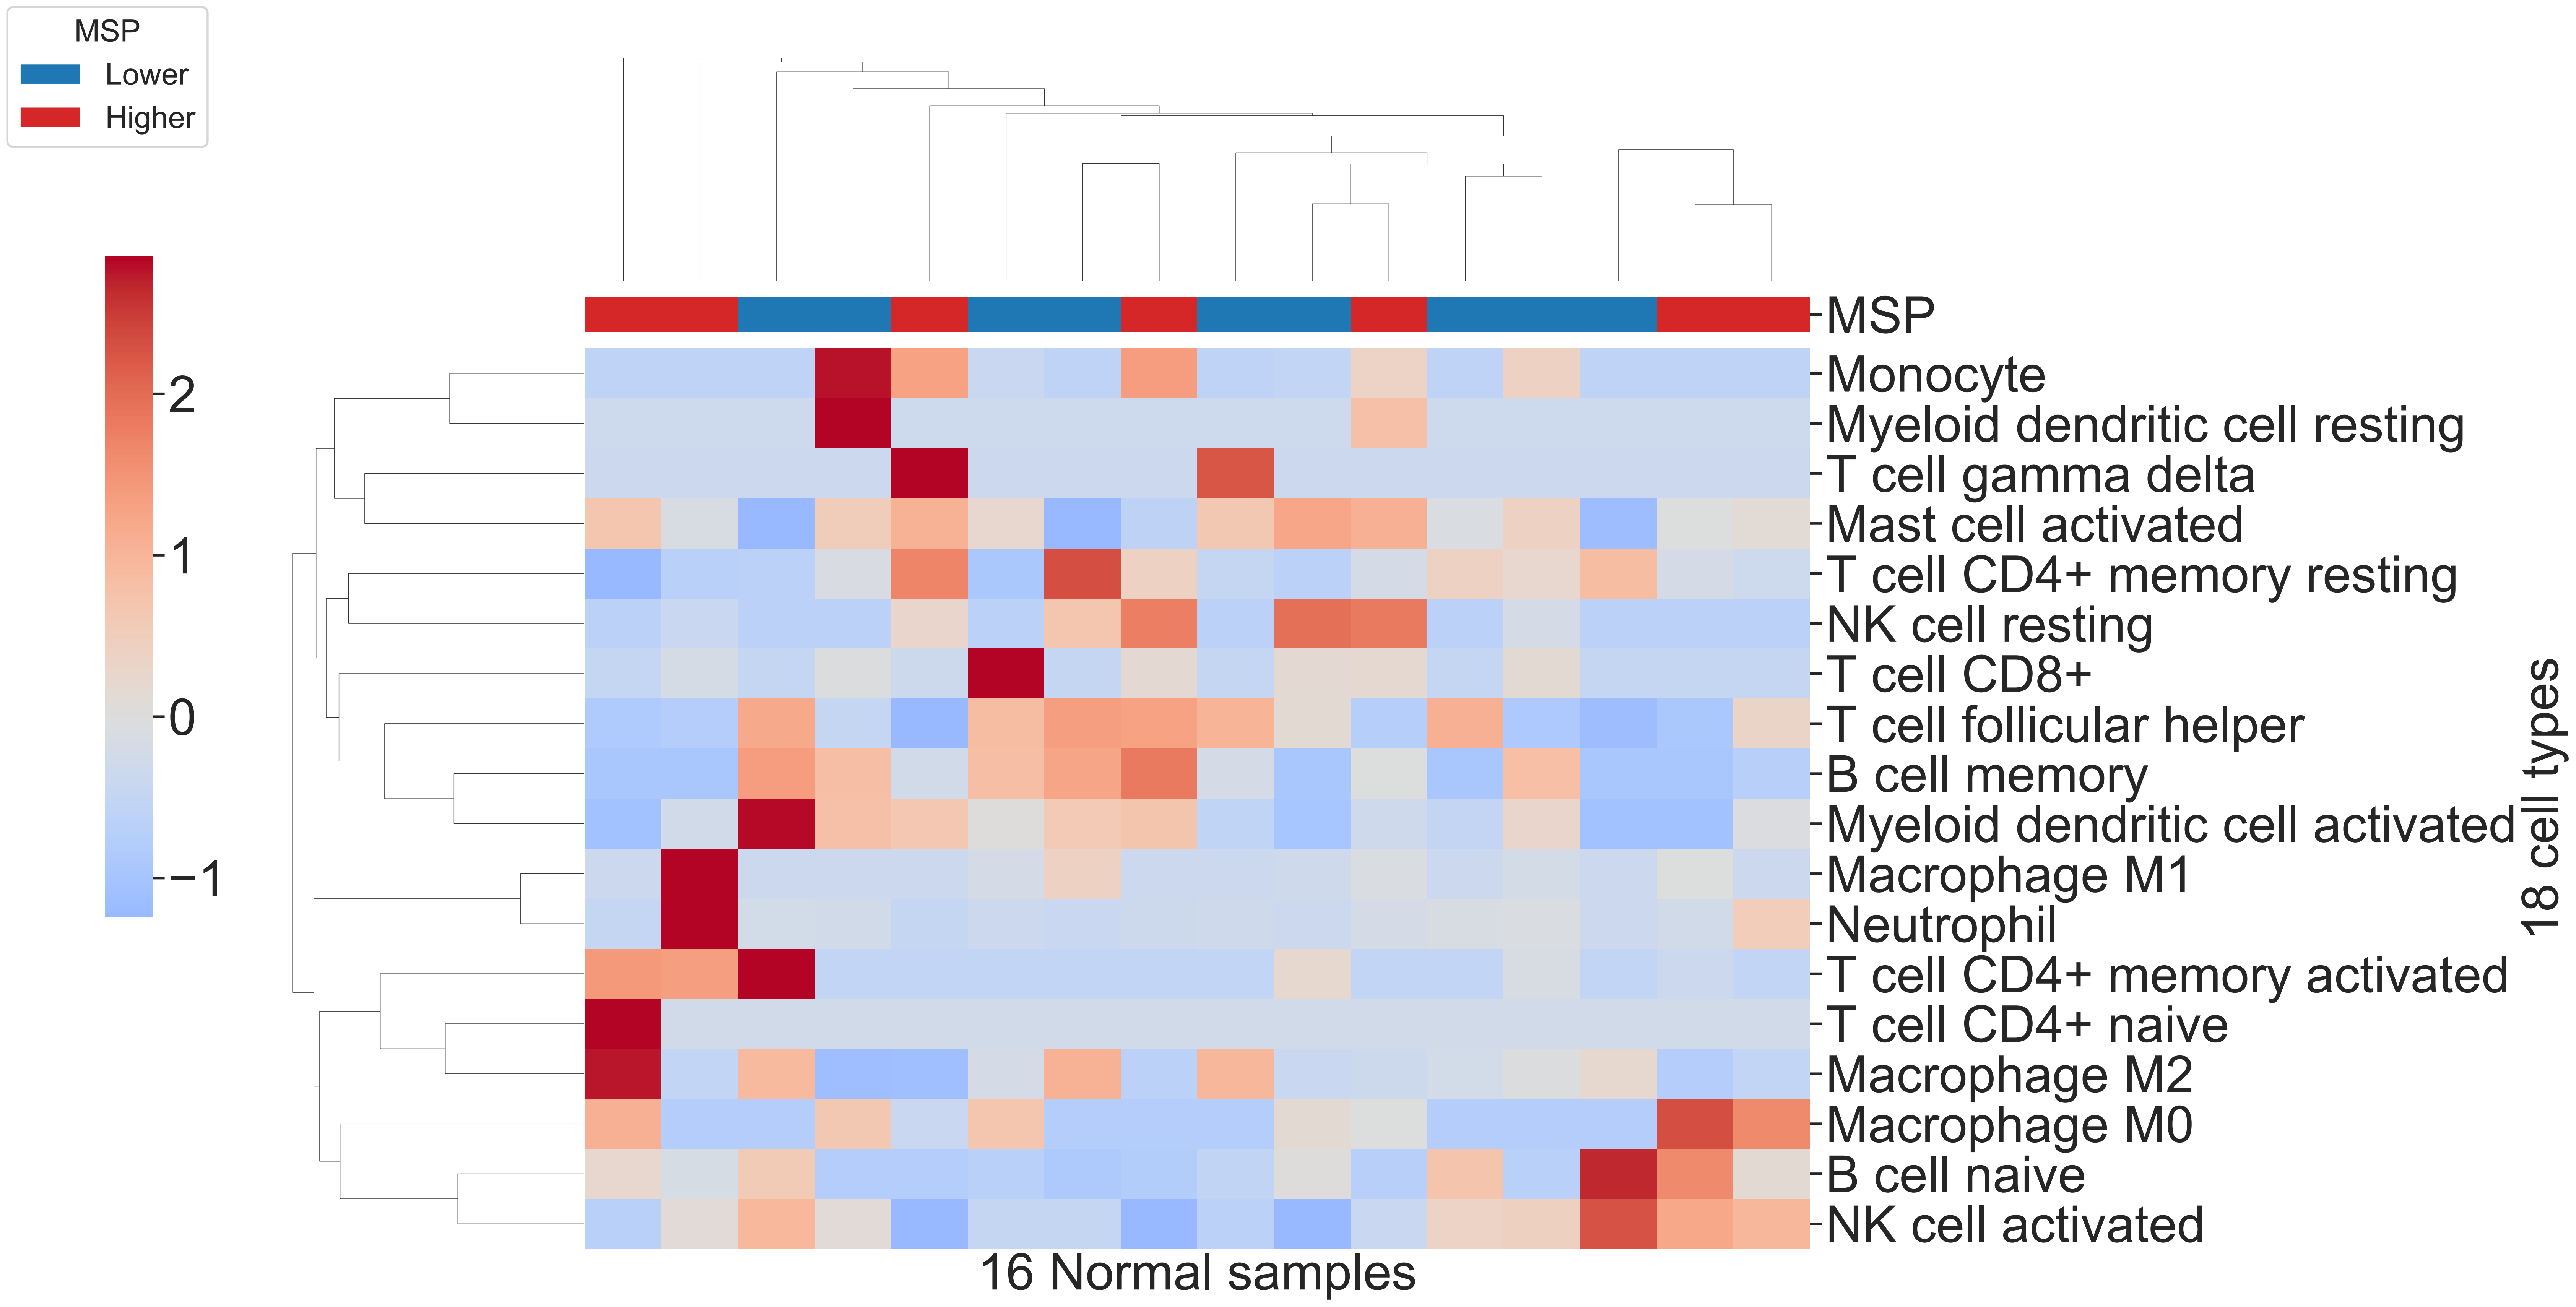 MSP
Lower
Higher
2
1
0
−1
MSP
Monocyte
Myeloid dendritic cell resting
T cell gamma delta
Mast cell activated
T cell CD4+ memory resting
NK cell resting
T cell CD8+
T cell follicular helper
B cell memory
Myeloid dendritic cell activated
Macrophage M1
Neutrophil
T cell CD4+ memory activated
T cell CD4+ naive
Macrophage M2
Macrophage M0
B cell naive
NK cell activated
18 cell types
16 Normal samples